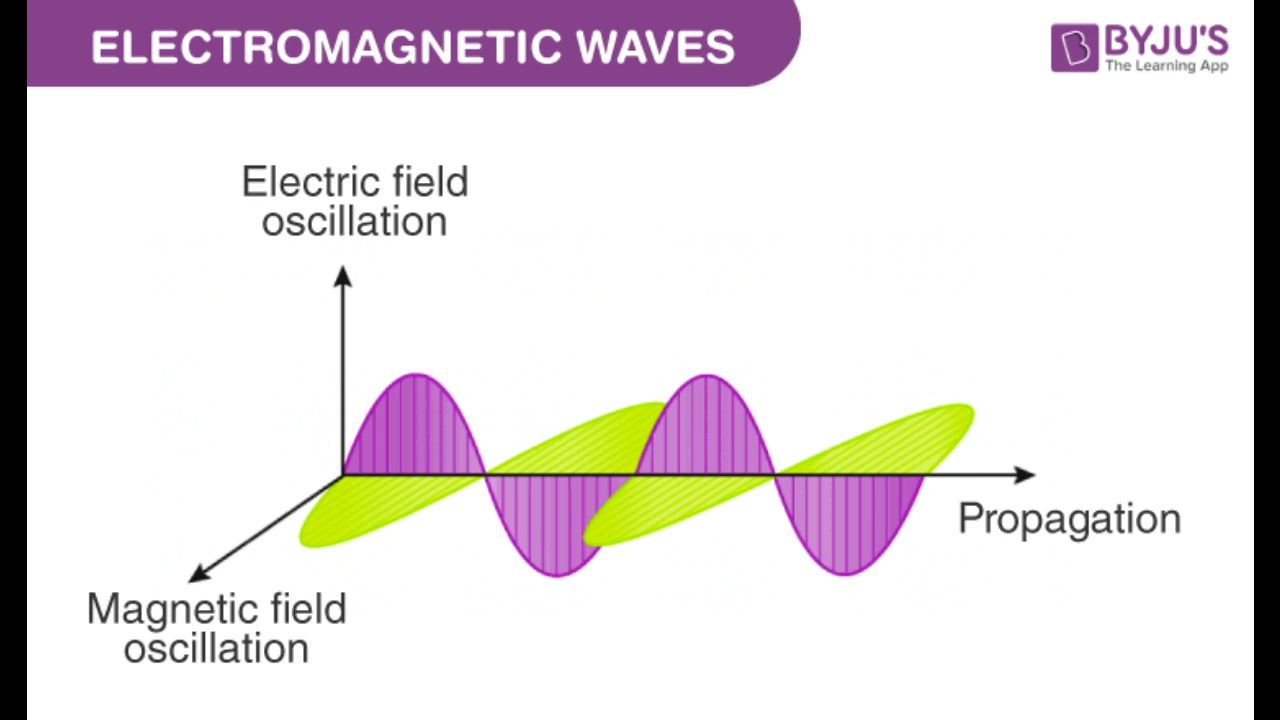 ELECTROMAGNETIC WAVES
BYJU'S
The Learning App
Electric field
oscillation
Propagation
Magnetic field
oscillation